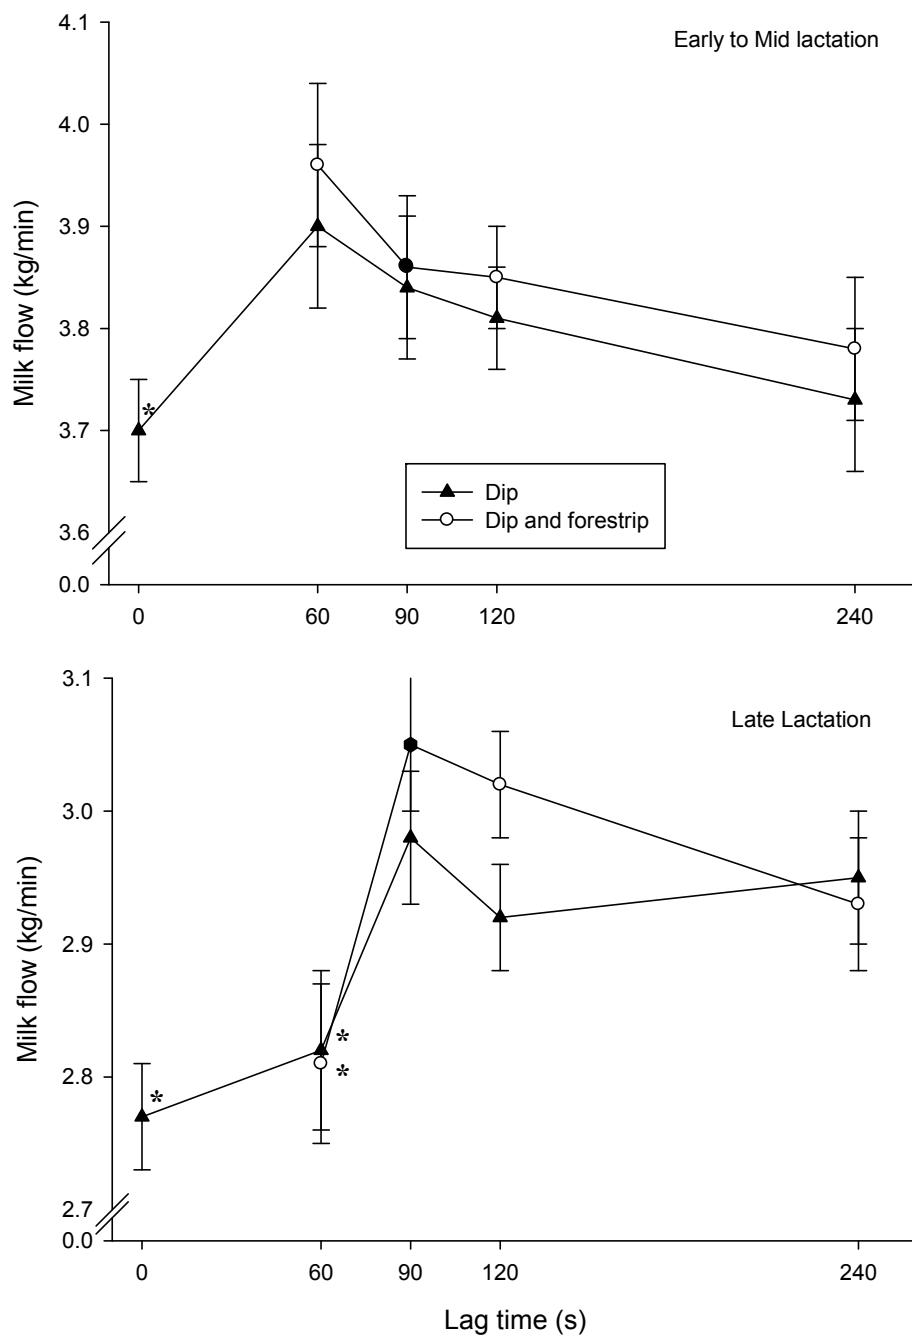 4.1
Early to Mid lactation
4.0
3.9
3.8
3.7
*
3.6
0.0
Milk flow (kg/min)
Dip
Dip and forestrip
0 60 90 120 240
3.1
Late Lactation
3.0
2.9
2.8
*
*
*
2.7
0.0
Milk flow (kg/min)
0 60 90 120 240
Lag time (s)